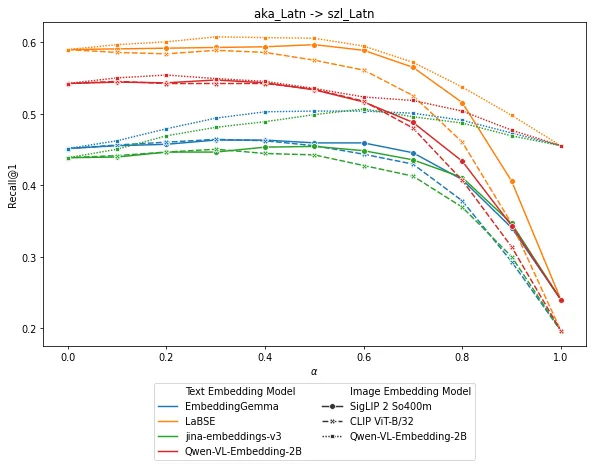 aka_Latn -> szl_Latn
Recall@1
0.6
0.5
0.4
0.3
0.2
0.0 0.2 0.4 0.6 0.8 1.0
α
Text Embedding Model Image Embedding Model
EmbeddingGemma SigLIP 2 So400m
LaBSE CLIP ViT-B/32
jina-embeddings-v3 Qwen-VL-Embedding-2B
Qwen-VL-Embedding-2B